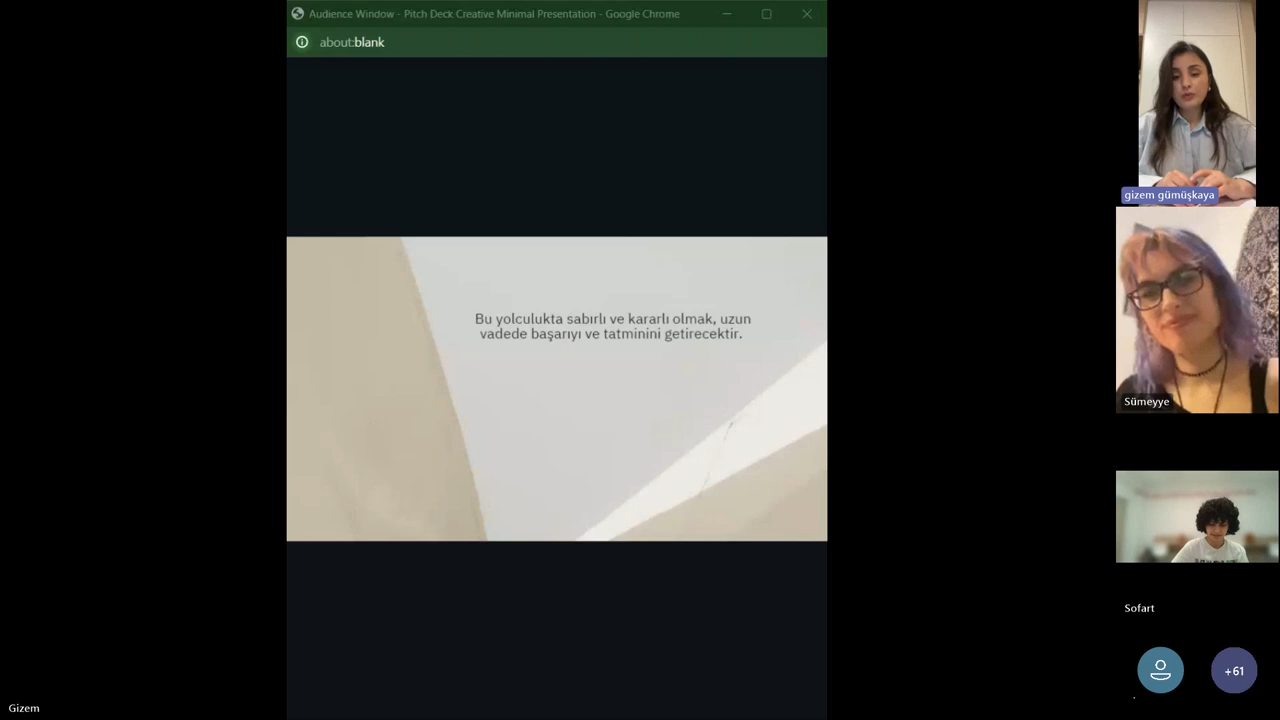 Audience Window - Pitch Deck Creative Minimal Presentation - Google Chrome
about:blank
Bu yolculukta sabırlı ve kararlı olmak, uzun
vadede başarıyı ve tatminini getirecektir.
gizem gümüşkaya
Sümeyye
Sofart
+61
Gizem